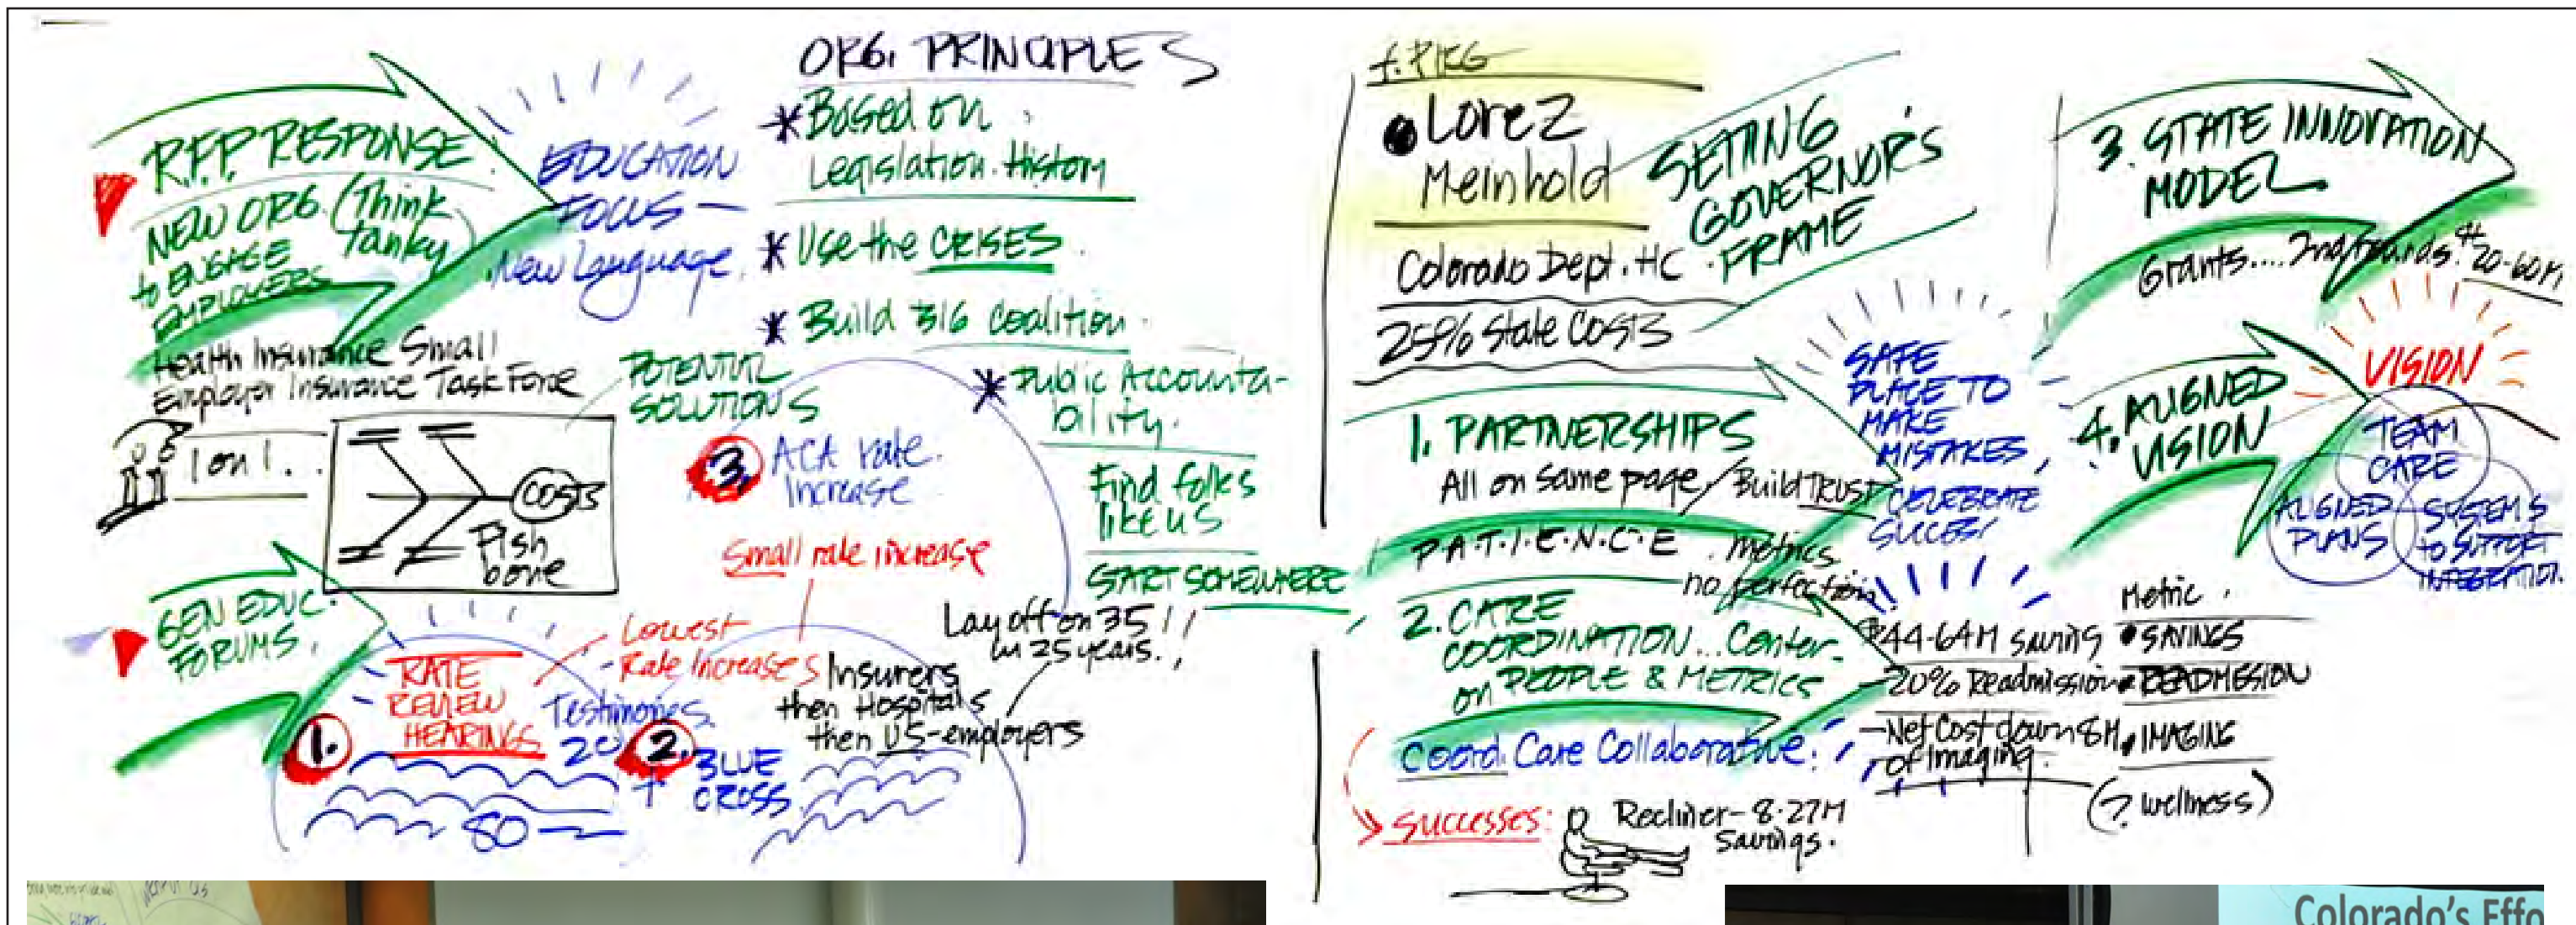 R.F.P. RESPONSE
NEW ORG. (Think
tanky)
to ENGAGE
EMPLOYERS
EDUCATION
FOCUS —
New Language.
Health Insurance Small
Employer Insurance Task Force
1 on 1...
COSTS
Fish
bone
POTENTIAL
SOLUTIONS
GEN EDUC.
FORUMS.
ORG. PRINCIPLES
* Based on
Legislation. History
* Use the CRISES.
* Build 316 coalition.
* Public Accounta-
bility.
Find folks
like us
START SOMEWHERE
3. ACA rate.
Increase
Small rate increase
Lowest
- Rate Increases
1. RATE
REVIEW
HEARINGS
Testimonies
80
2. BLUE
CROSS
Lay off on 35!!
in 25 years.
Insurers
then Hospitals
then US-employers
Lorez
Meinhold
Colorado Dept. HC
25% State Costs
SETING
GOVERNOR'S
FRAME
1. PARTNERSHIPS
All on same page / Build TRUST
P.A.T.I.E.N.C.E. metrics
no perfection
SAFE
PLACE TO
MAKE
MISTAKES,
CELEBRATE
SUCCESS
2. CARE
COORDINATION... Center-
on PEOPLE & METRICS
Coord. Care Collaborative:
SUCCESSES:
Recliner- 8.27M
Savings.
$44-64M saving
- 20% Readmission
- Net Cost down 8M
of Imaging.
Metric
• SAVINGS
• READMISSION
• IMAGING
(? wellness)
3. STATE INNOVATION
MODEL
Grants.... 2nd rounds. $20-60M
4. ALIGNED
VISION
VISION
TEAM
CARE
ALIGNED
PLANS
SYSTEMS
to SUPPORT
INTEGRATION.
Colorado's Effo